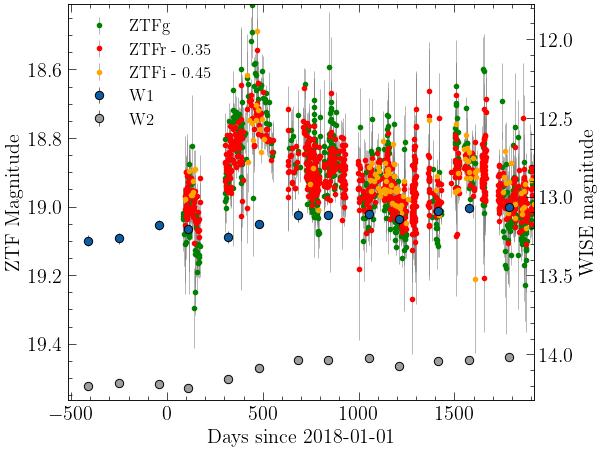 ZTFg
ZTFr - 0.35
ZTFi - 0.45
W1
W2
ZTF Magnitude
18.6
18.8
19.0
19.2
19.4
WISE magnitude
12.0
12.5
13.0
13.5
14.0
−500
0
500
1000
1500
Days since 2018-01-01